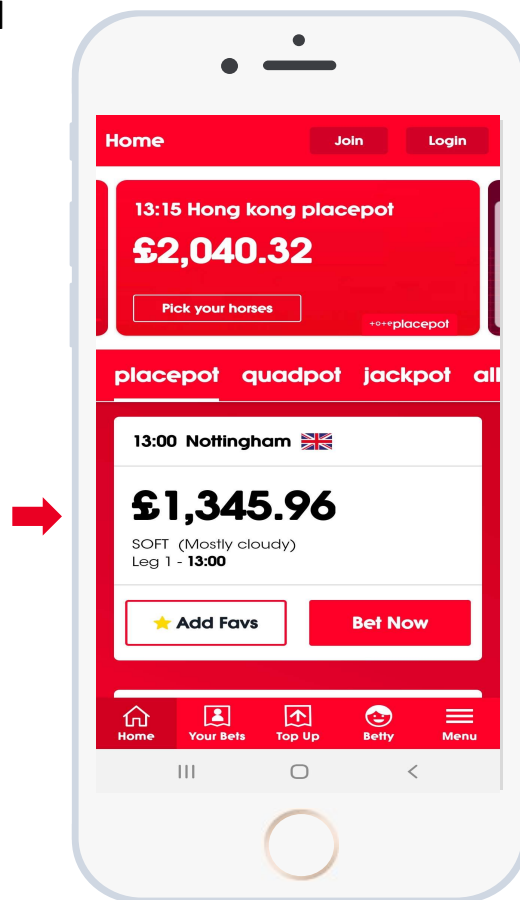 Home
Join
Login
13:15 Hong kong placepot
£2,040.32
Pick your horses
tote placepot
placepot quadpot jackpot all
13:00 Nottingham
£1,345.96
SOFT (Mostly cloudy)
Leg 1 - 13:00
Add Favs
Bet Now
Home
Your Bets
Top Up
Betty
Menu